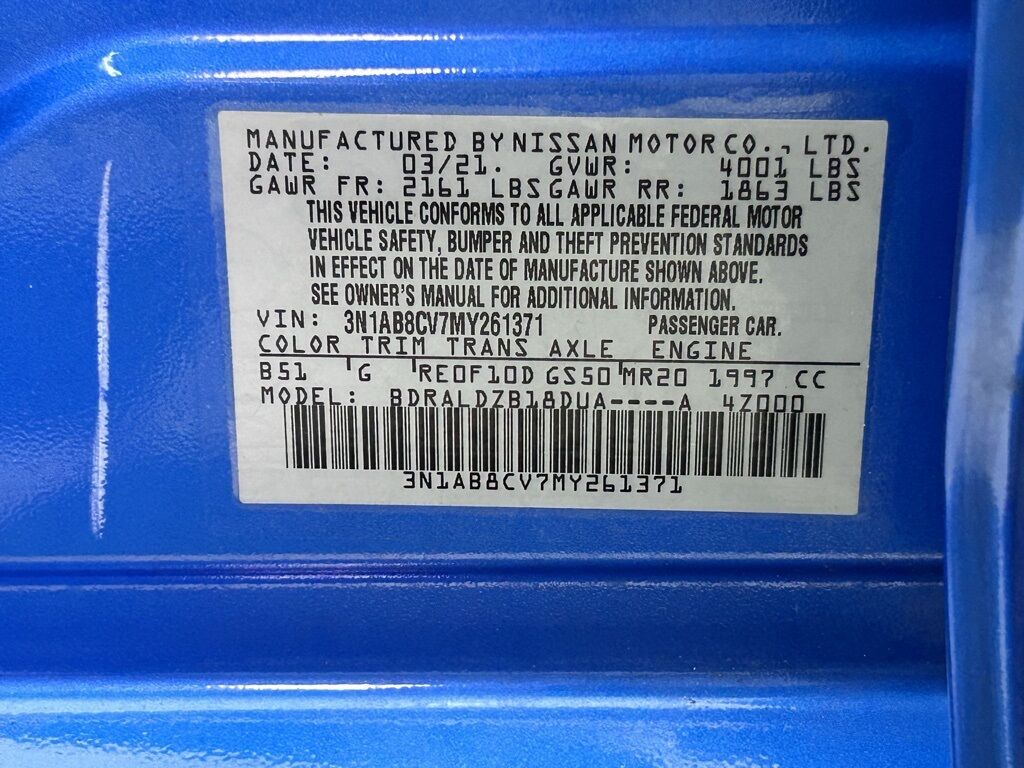 MANUFACTURED BY NISSAN MOTOR CO., LTD.
DATE: 03/21. GVWR: 4001 LBS
GAWR FR: 2161 LBS GAWR RR: 1863 LBS
THIS VEHICLE CONFORMS TO ALL APPLICABLE FEDERAL MOTOR
VEHICLE SAFETY, BUMPER AND THEFT PREVENTION STANDARDS
IN EFFECT ON THE DATE OF MANUFACTURE SHOWN ABOVE.
SEE OWNER'S MANUAL FOR ADDITIONAL INFORMATION.
VIN: 3N1AB8CV7MY261371 PASSENGER CAR.
COLOR TRIM TRANS AXLE ENGINE
B51 G RE0F10D GS50 MR20 1997 CC
MODEL: BDRALDZB18DUA----A 4Z000
3N1AB8CV7MY261371